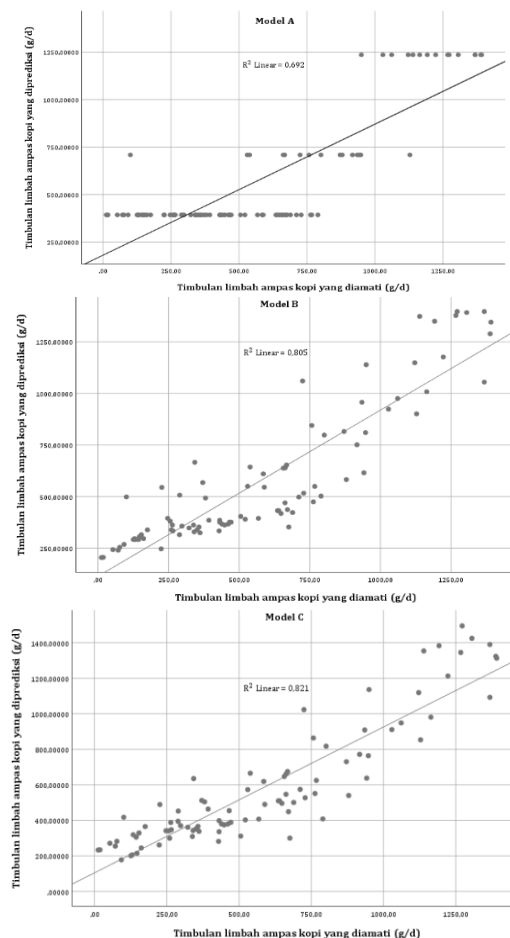 Model A
Timbulan limbah ampas kopi yang diprediksi (g/d)
R² Linear = 0.692
1250,00000
1000,00000
750,00000
500,00000
250,00000
,00 250,00 500,00 750,00 1000,00 1250,00
Timbulan limbah ampas kopi yang diamati (g/d)
Model B
Timbulan limbah ampas kopi yang diprediksi (g/d)
R² Linear = 0.805
1250,00000
1000,00000
750,00000
500,00000
250,00000
,00 250,00 500,00 750,00 1000,00 1250,00
Timbulan limbah ampas kopi yang diamati (g/d)
Model C
Timbulan limbah ampas kopi yang diprediksi (g/d)
R² Linear = 0.821
1400,00000
1200,00000
1000,00000
800,00000
600,00000
400,00000
200,00000
,00000
,00 250,00 500,00 750,00 1000,00 1250,00
Timbulan limbah ampas kopi yang diamati (g/d)